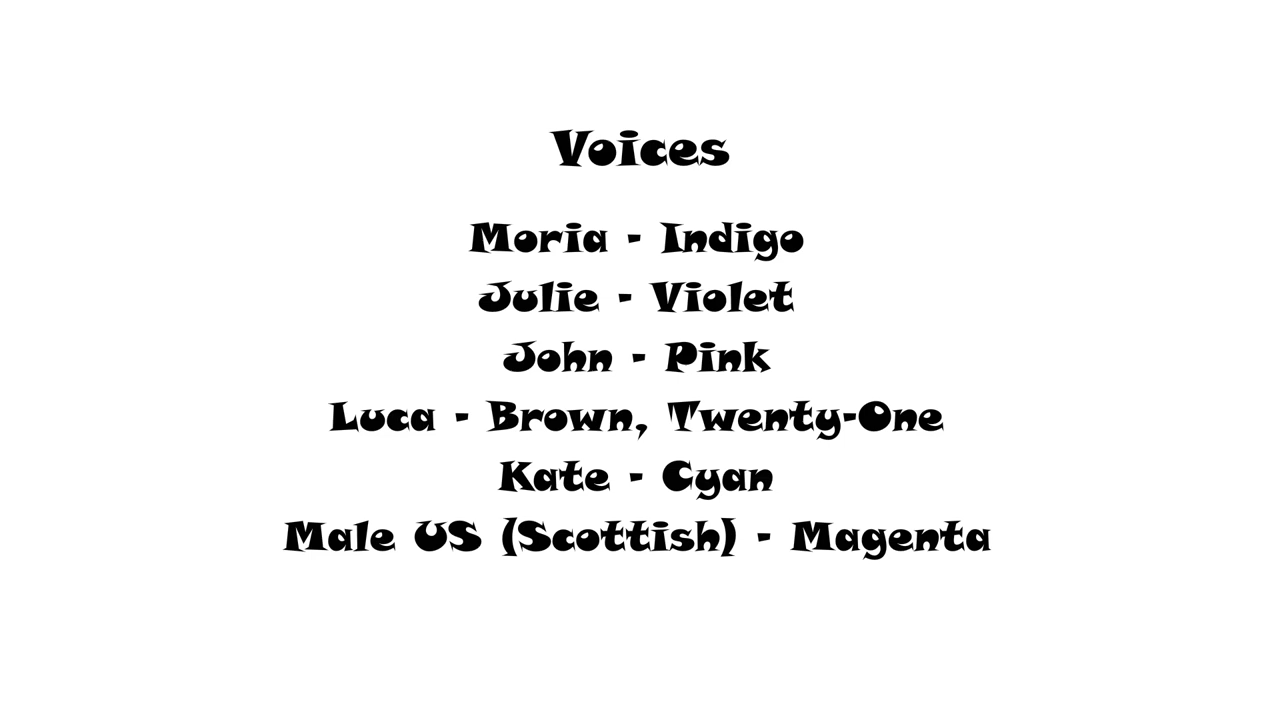 Voices
Moria - Indigo
Julie - Violet
John - Pink
Luca - Brown, Twenty-One
Kate - Cyan
Male US (Scottish) - Magenta